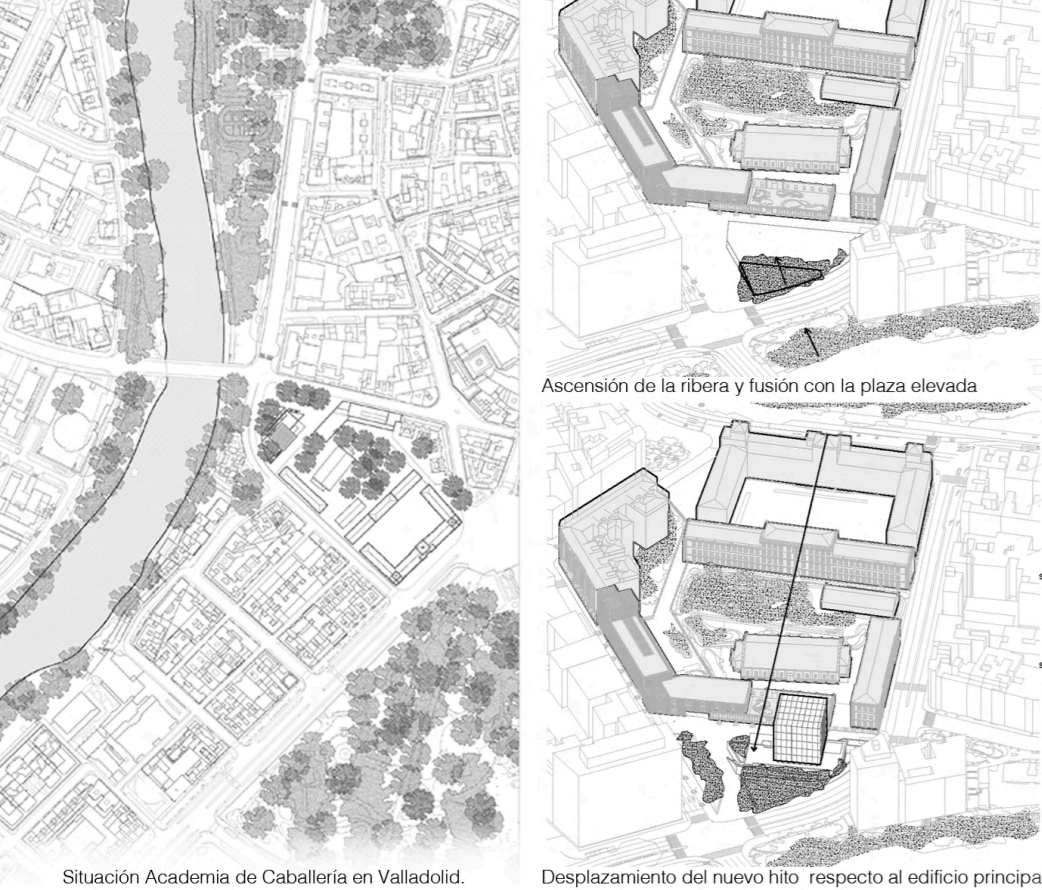 Ascensión de la ribera y fusión con la plaza elevada
Situación Academia de Caballería en Valladolid.
Desplazamiento del nuevo hito respecto al edificio principa